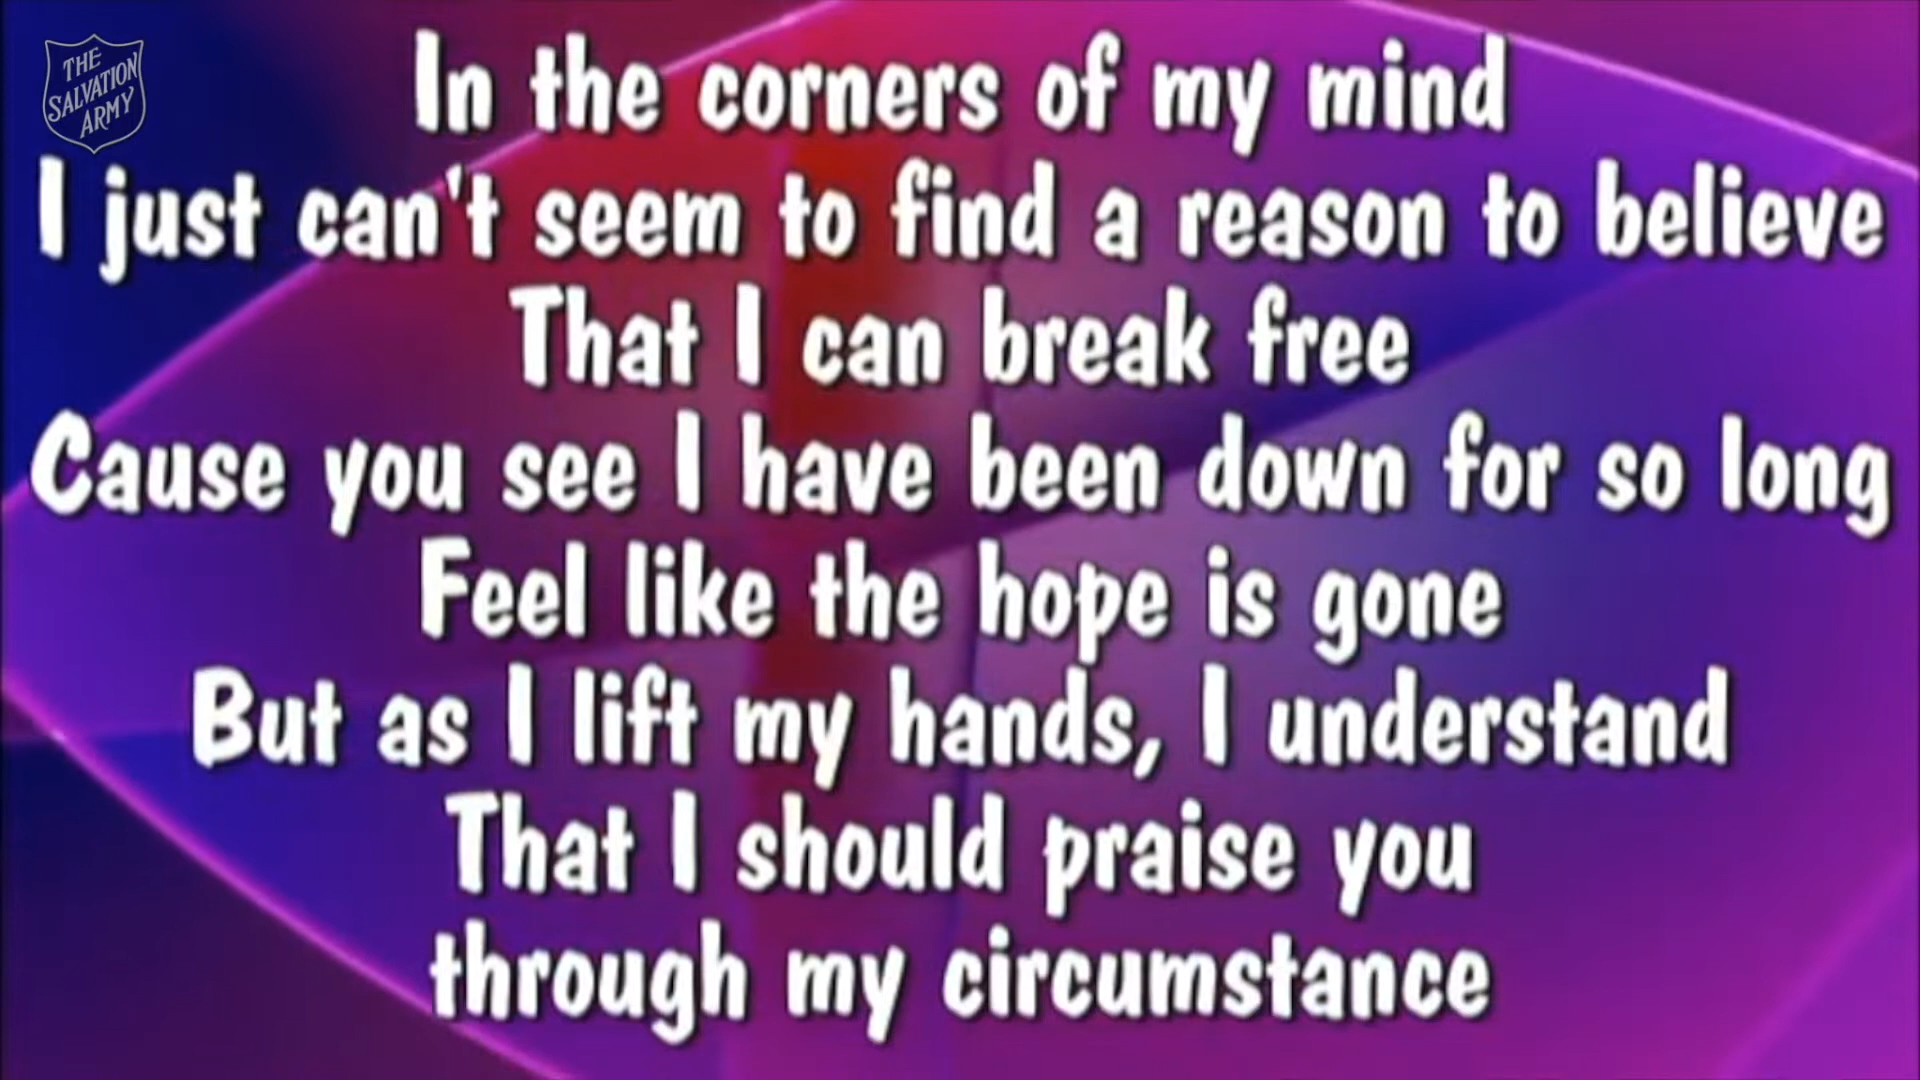 THE
SALVATION
ARMY
In the corners of my mind
I just can't seem to find a reason to believe
That I can break free
Cause you see I have been down for so long
Feel like the hope is gone
But as I lift my hands, I understand
That I should praise you
through my circumstance